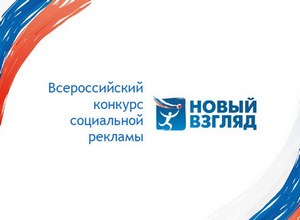 Всероссийский
конкурс
социальной
рекламы
НОВЫЙ
ВЗГЛЯД